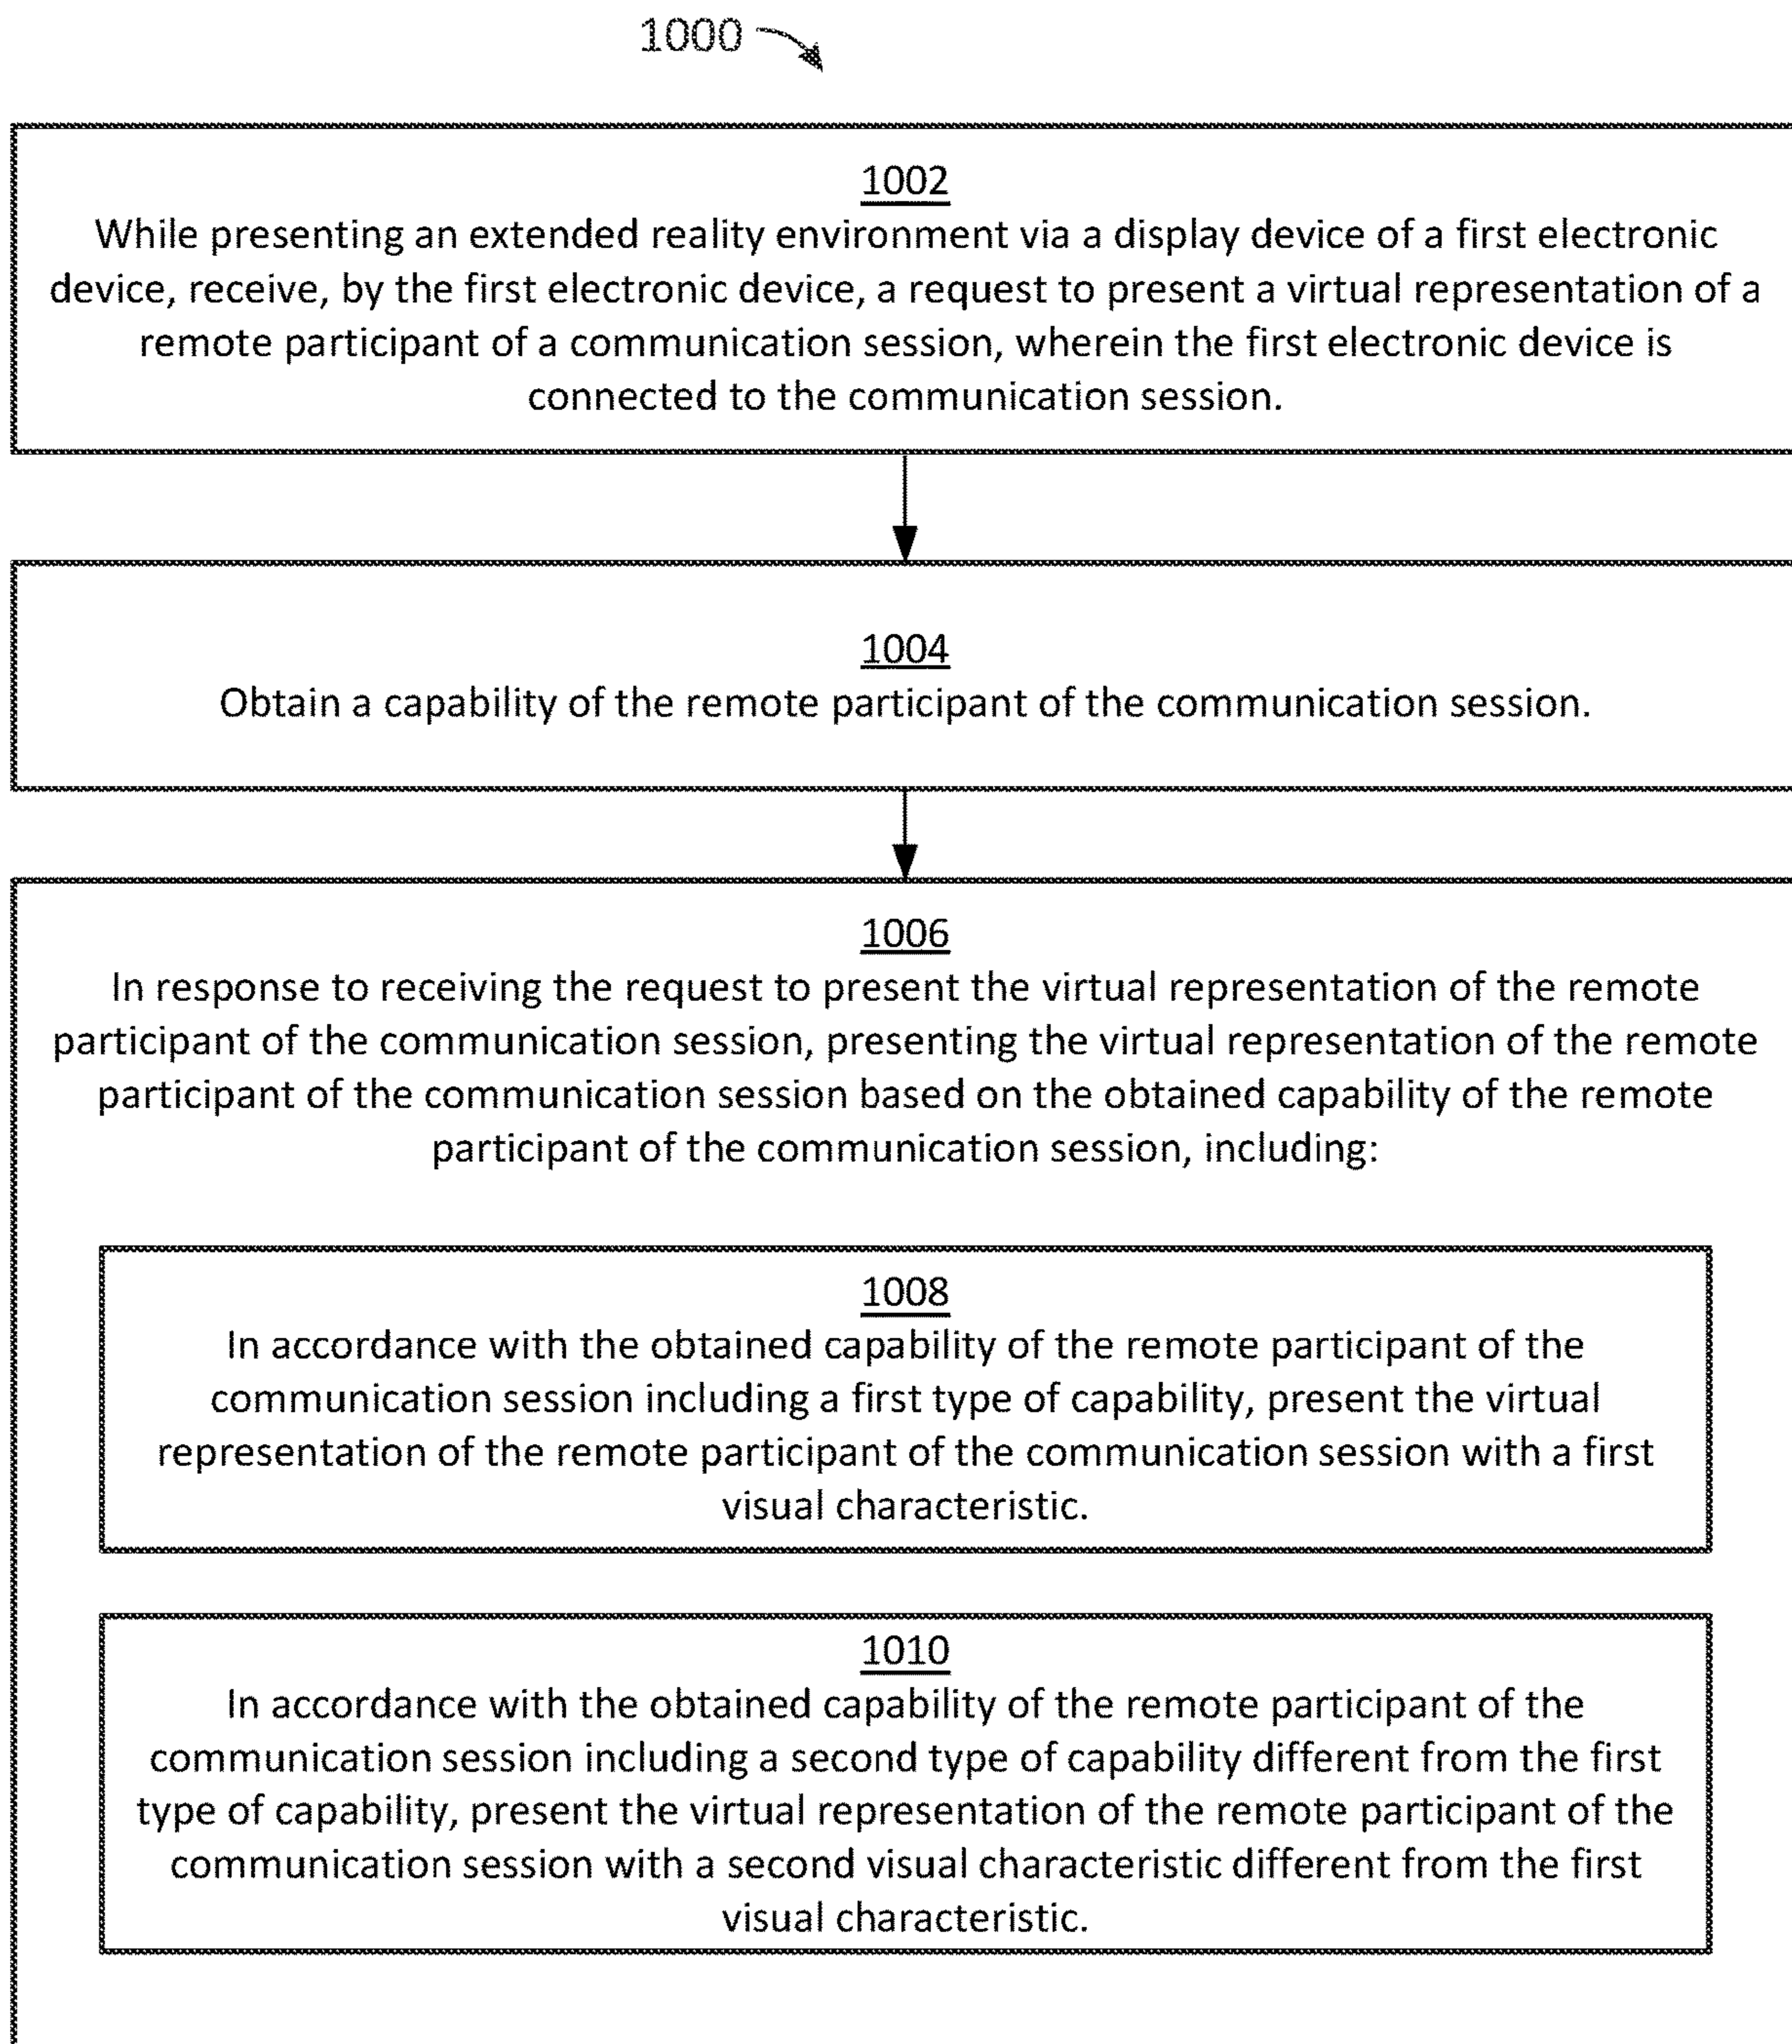 1000
1002
While presenting an extended reality environment via a display device of a first electronic
device, receive, by the first electronic device, a request to present a virtual representation of a
remote participant of a communication session, wherein the first electronic device is
connected to the communication session.
1004
Obtain a capability of the remote participant of the communication session.
1006
In response to receiving the request to present the virtual representation of the remote
participant of the communication session, presenting the virtual representation of the remote
participant of the communication session based on the obtained capability of the remote
participant of the communication session, including:
1008
In accordance with the obtained capability of the remote participant of the
communication session including a first type of capability, present the virtual
representation of the remote participant of the communication session with a first
visual characteristic.
1010
In accordance with the obtained capability of the remote participant of the
communication session including a second type of capability different from the first
type of capability, present the virtual representation of the remote participant of the
communication session with a second visual characteristic different from the first
visual characteristic.